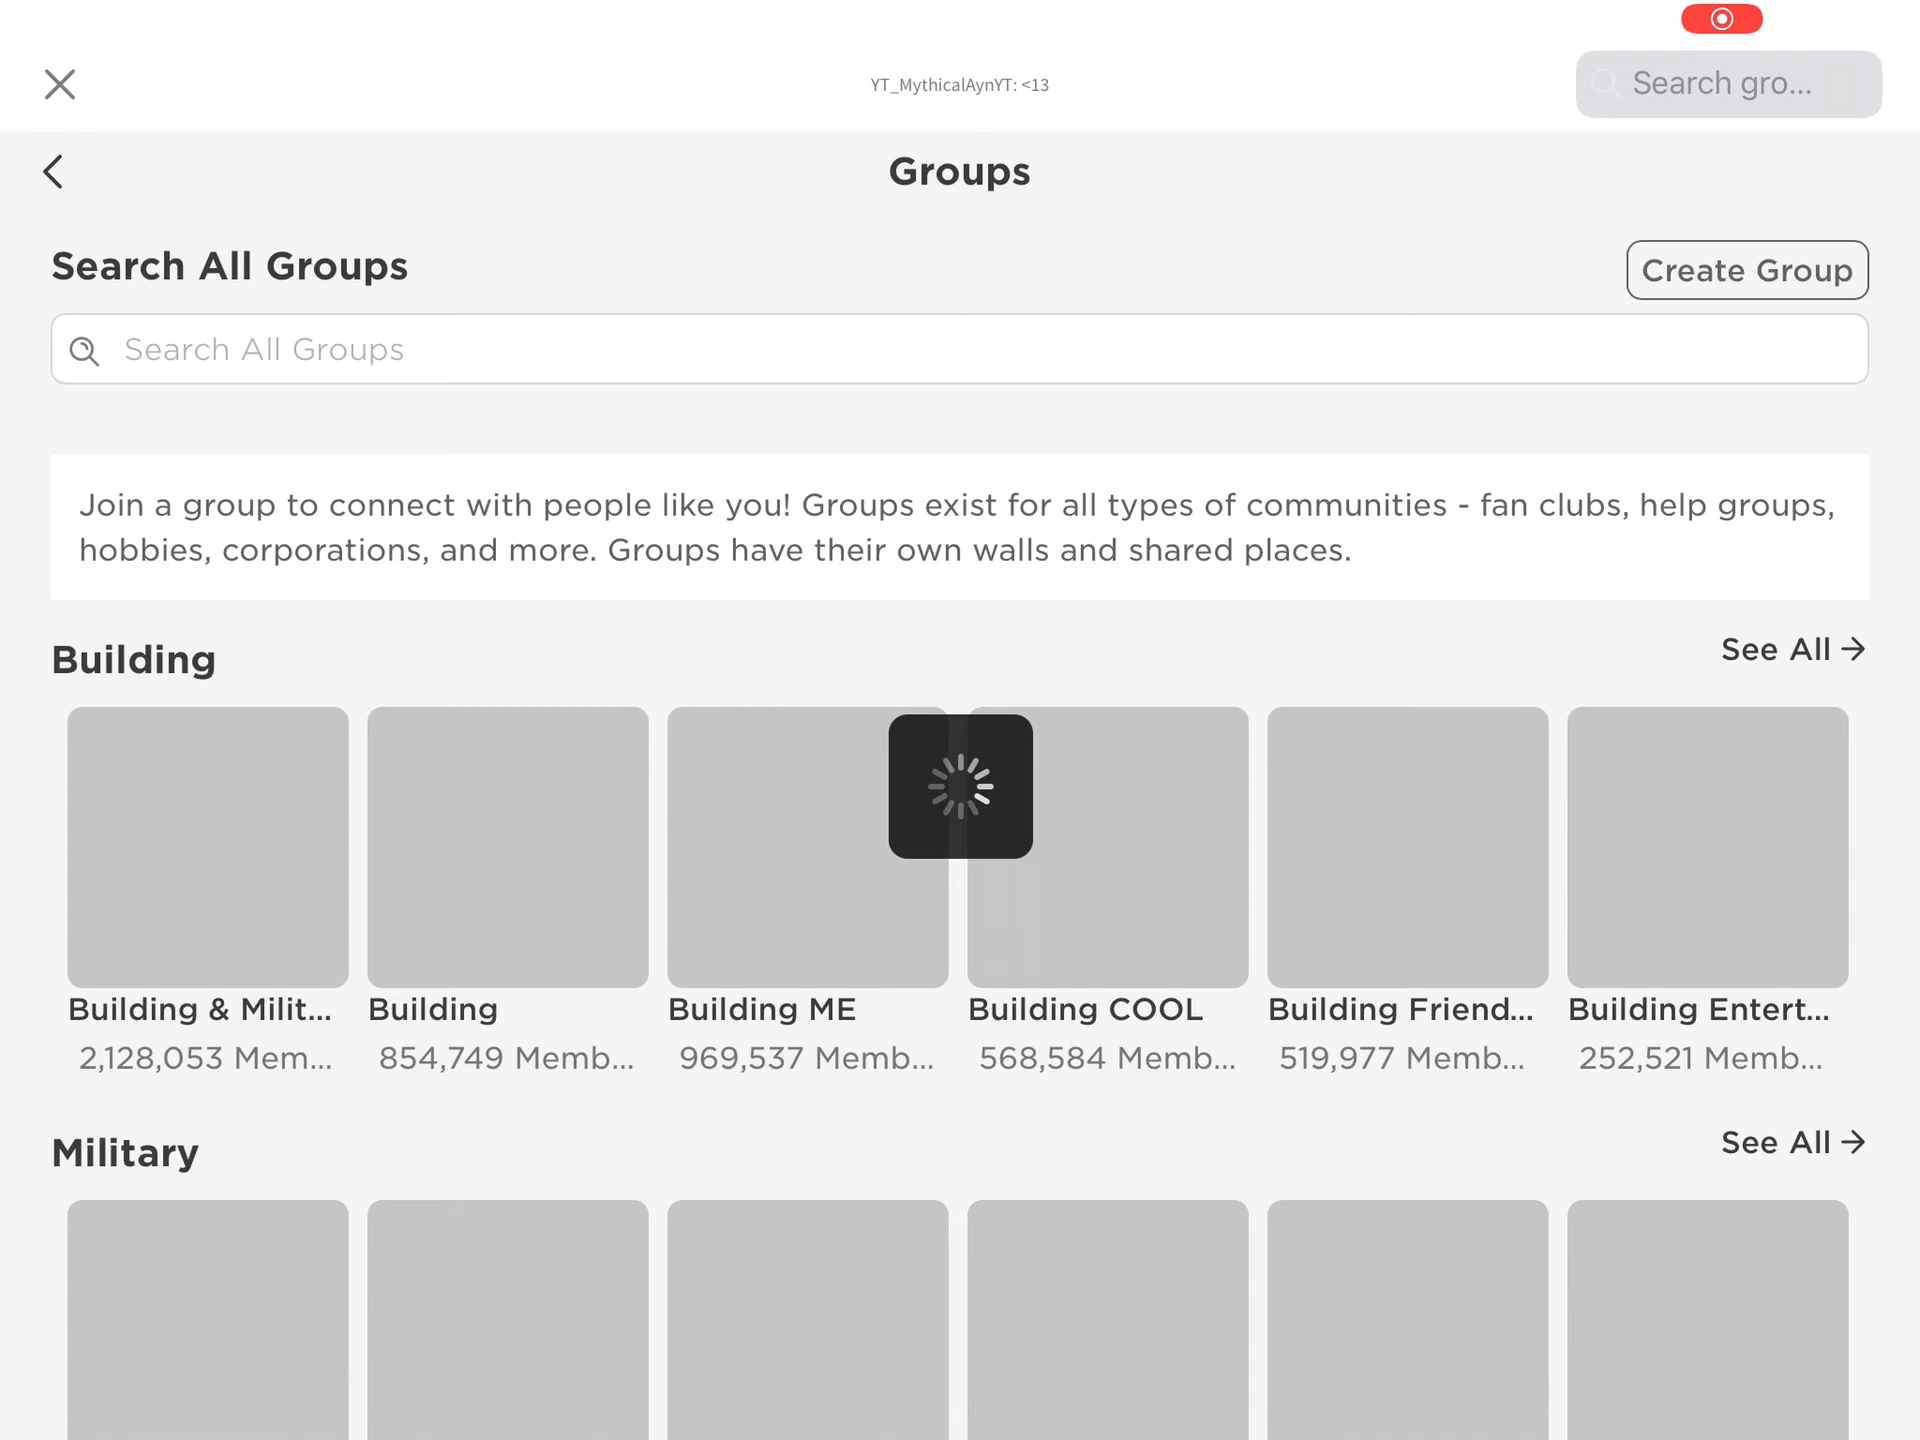 YT_MythicalAynYT: <13
Search gro...
Groups
Search All Groups
Create Group
Search All Groups
Join a group to connect with people like you! Groups exist for all types of communities - fan clubs, help groups,
hobbies, corporations, and more. Groups have their own walls and shared places.
Building
See All
Building & Milit...
Building
Building ME
Building COOL
Building Friend...
Building Entert...
2,128,053 Mem...
854,749 Memb...
969,537 Memb...
568,584 Memb...
519,977 Memb...
252,521 Memb...
Military
See All